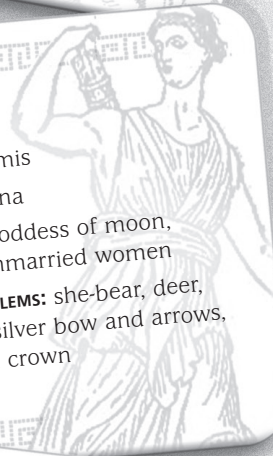 mis
na
oddess of moon,
nmarried women
LEMS: she-bear, deer,
silver bow and arrows,
crown